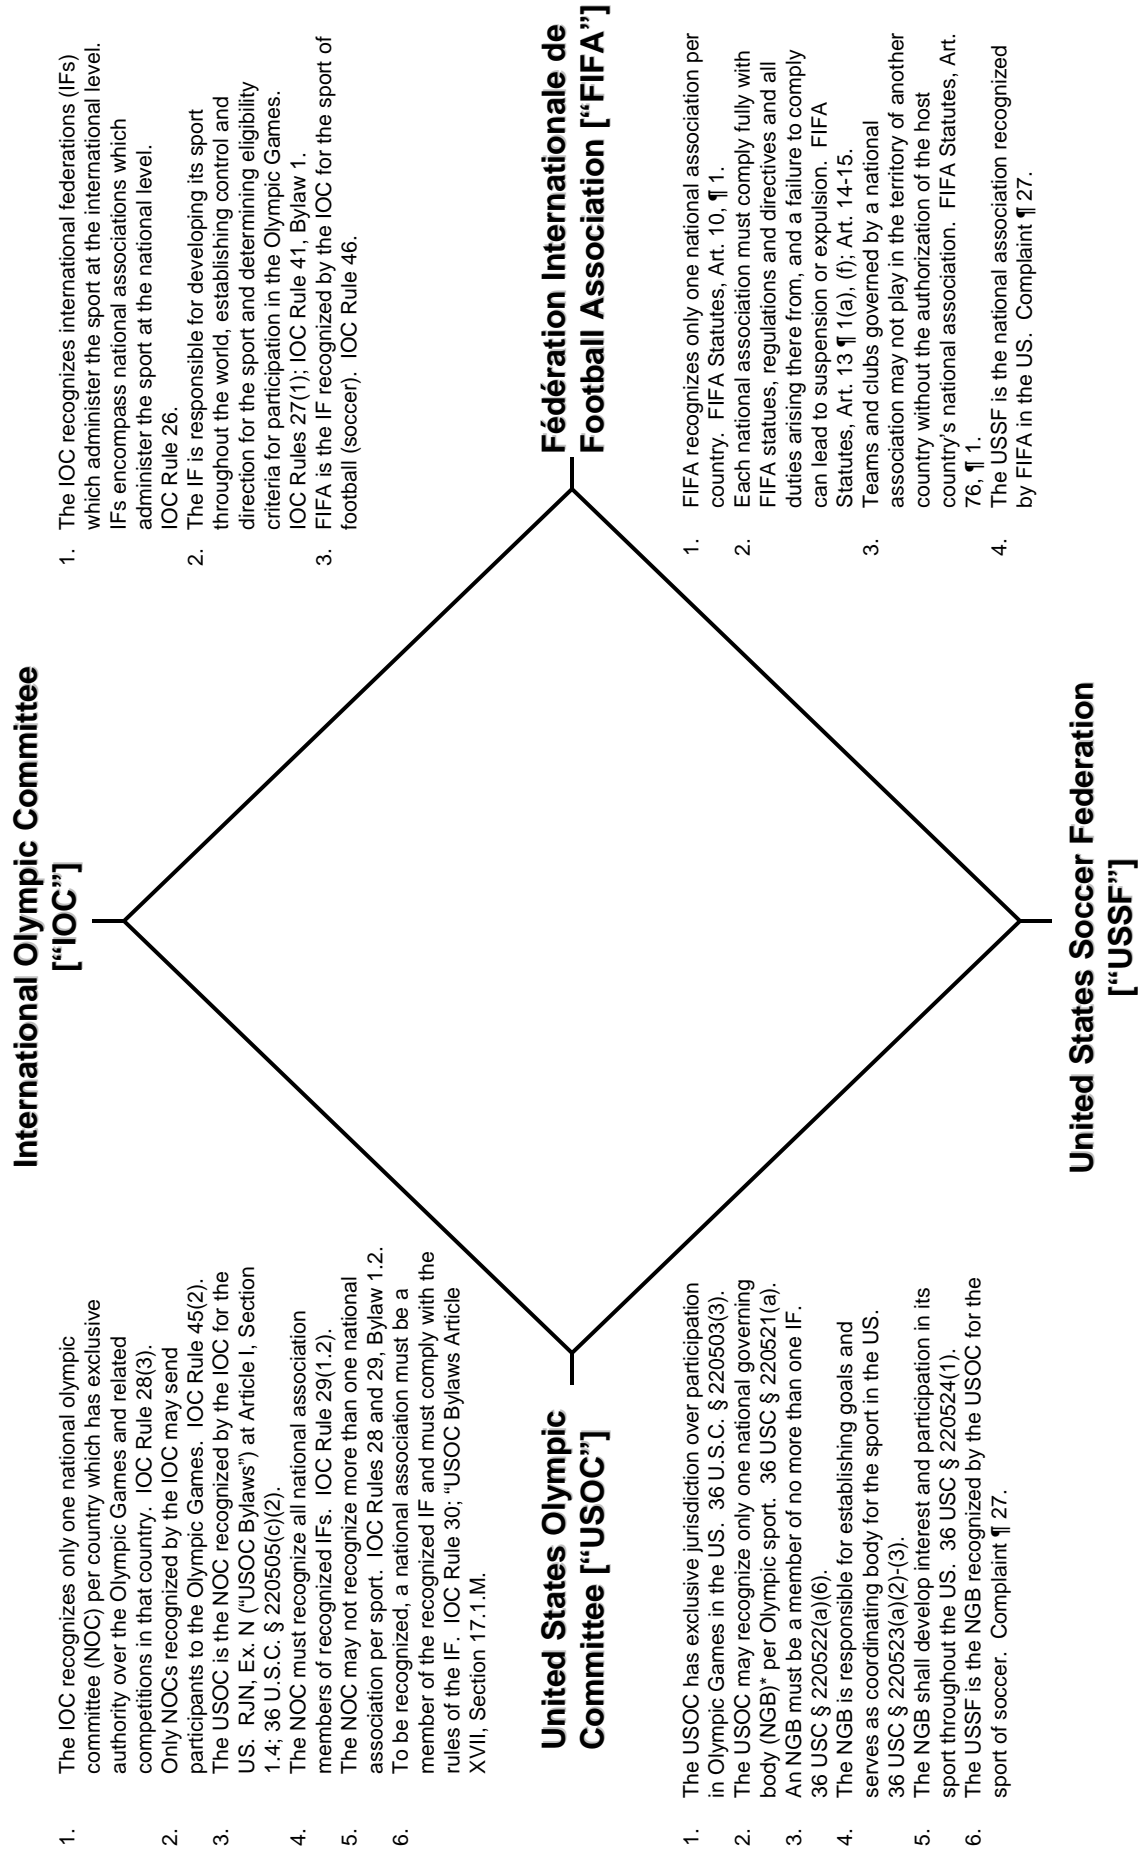 International Olympic Committee
[“IOC”]
1. The IOC recognizes only one national olympic
committee (NOC) per country which has exclusive
authority over the Olympic Games and related
competitions in that country. IOC Rule 28(3).
2. Only NOCs recognized by the IOC may send
participants to the Olympic Games. IOC Rule 45(2).
3. The USOC is the NOC recognized by the IOC for the
US. RJN, Ex. N (“USOC Bylaws”) at Article I, Section
1.4; 36 U.S.C. § 220505(c)(2).
4. The NOC must recognize all national association
members of recognized IFs. IOC Rule 29(1.2).
5. The NOC may not recognize more than one national
association per sport. IOC Rules 28 and 29, Bylaw 1.2.
6. To be recognized, a national association must be a
member of the recognized IF and must comply with the
rules of the IF. IOC Rule 30; “USOC Bylaws Article
XVII, Section 17.1.M.
1. The IOC recognizes international federations (IFs)
which administer the sport at the international level.
IFs encompass national associations which
administer the sport at the national level.
IOC Rule 26.
2. The IF is responsible for developing its sport
throughout the world, establishing control and
direction for the sport and determining eligibility
criteria for participation in the Olympic Games.
IOC Rules 27(1); IOC Rule 41, Bylaw 1.
3. FIFA is the IF recognized by the IOC for the sport of
football (soccer). IOC Rule 46.
United States Olympic
Committee [“USOC”]
Fédération Internationale de
Football Association [“FIFA”]
1. The USOC has exclusive jurisdiction over participation
in Olympic Games in the US. 36 U.S.C. § 220503(3).
2. The USOC may recognize only one national governing
body (NGB)* per Olympic sport. 36 USC § 220521(a).
3. An NGB must be a member of no more than one IF.
36 USC § 220522(a)(6).
4. The NGB is responsible for establishing goals and
serves as coordinating body for the sport in the US.
36 USC § 220523(a)(2)-(3).
5. The NGB shall develop interest and participation in its
sport throughout the US. 36 USC § 220524(1).
6. The USSF is the NGB recognized by the USOC for the
sport of soccer. Complaint ¶ 27.
1. FIFA recognizes only one national association per
country. FIFA Statutes, Art. 10, ¶ 1.
2. Each national association must comply fully with
FIFA statues, regulations and directives and all
duties arising there from, and a failure to comply
can lead to suspension or expulsion. FIFA
Statutes, Art. 13 ¶ 1(a), (f); Art. 14-15.
3. Teams and clubs governed by a national
association may not play in the territory of another
country without the authorization of the host
country’s national association. FIFA Statutes, Art.
76, ¶ 1.
4. The USSF is the national association recognized
by FIFA in the US. Complaint ¶ 27.
United States Soccer Federation
[“USSF”]